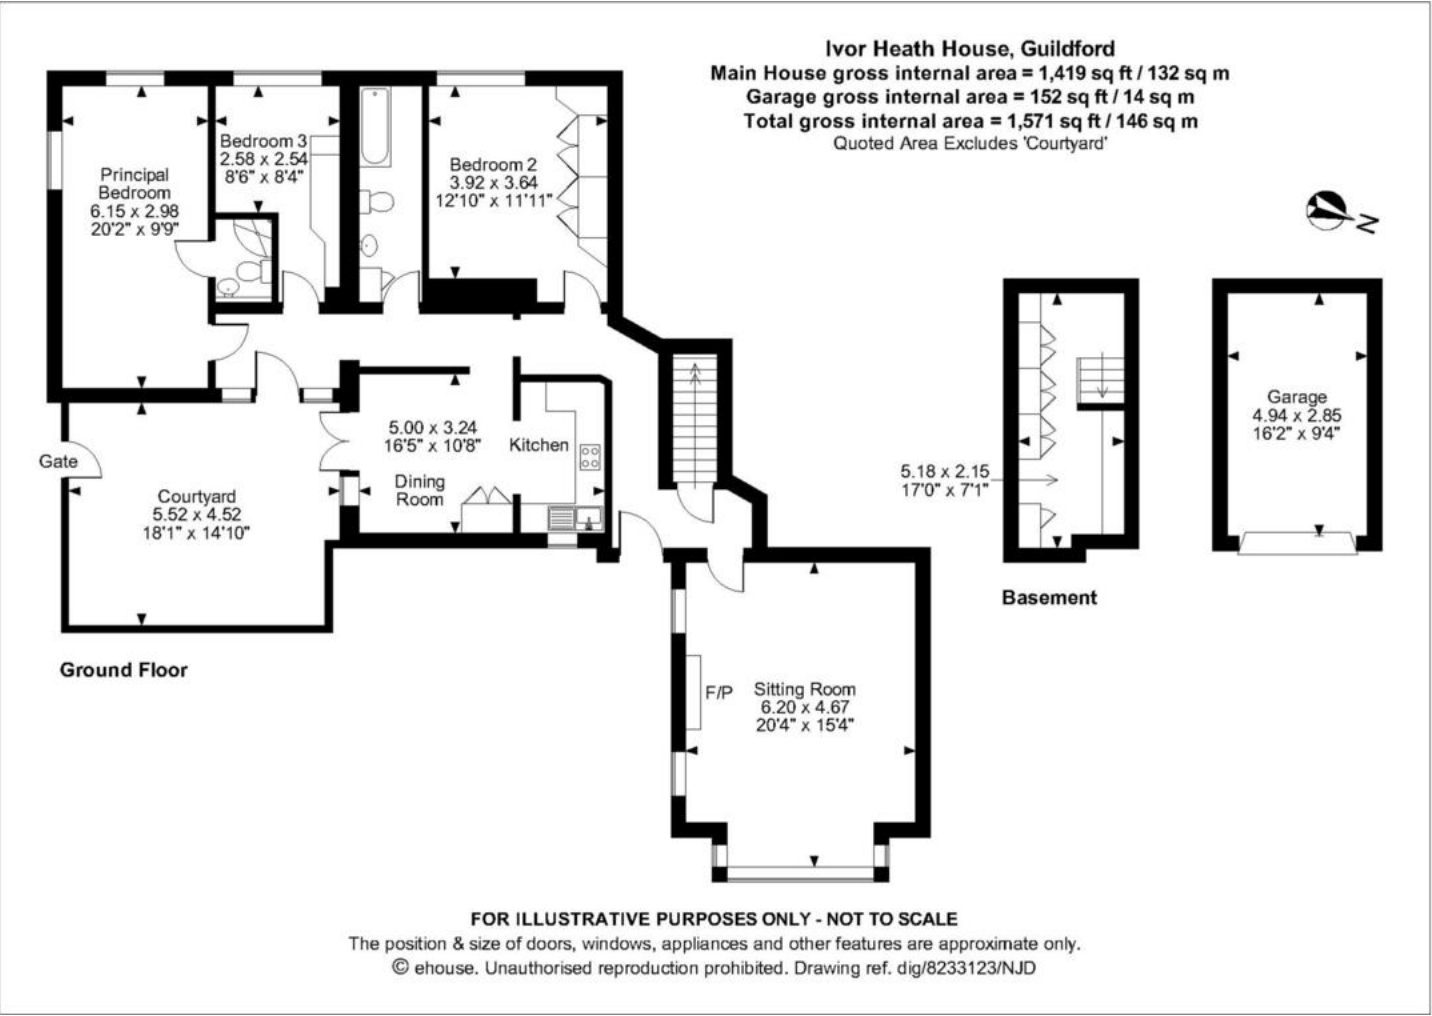 Ivor Heath House, Guildford
Main House gross internal area = 1,419 sq ft / 132 sq m
Garage gross internal area = 152 sq ft / 14 sq m
Total gross internal area = 1,571 sq ft / 146 sq m
Quoted Area Excludes 'Courtyard'
Principal
Bedroom
6.15 x 2.98
20'2" x 9'9"
Bedroom 3
2.58 x 2.54
8'6" x 8'4"
Bedroom 2
3.92 x 3.64
12'10" x 11'11"
N
5.00 x 3.24
16'5" x 10'8"
Dining
Room
Kitchen
Gate
Courtyard
5.52 x 4.52
18'1" x 14'10"
Ground Floor
F/P
Sitting Room
6.20 x 4.67
20'4" x 15'4"
5.18 x 2.15
17'0" x 7'1"
Basement
Garage
4.94 x 2.85
16'2" x 9'4"
FOR ILLUSTRATIVE PURPOSES ONLY - NOT TO SCALE
The position & size of doors, windows, appliances and other features are approximate only.
© ehouse. Unauthorised reproduction prohibited. Drawing ref. dig/8233123/NJD